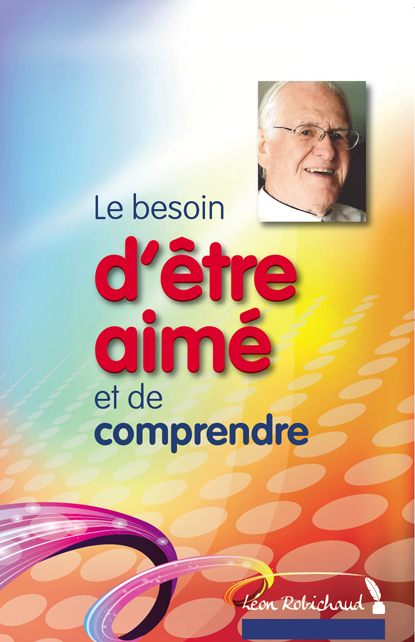 Le besoin
d'être
aimé
et de
comprendre
Léon Robichaud